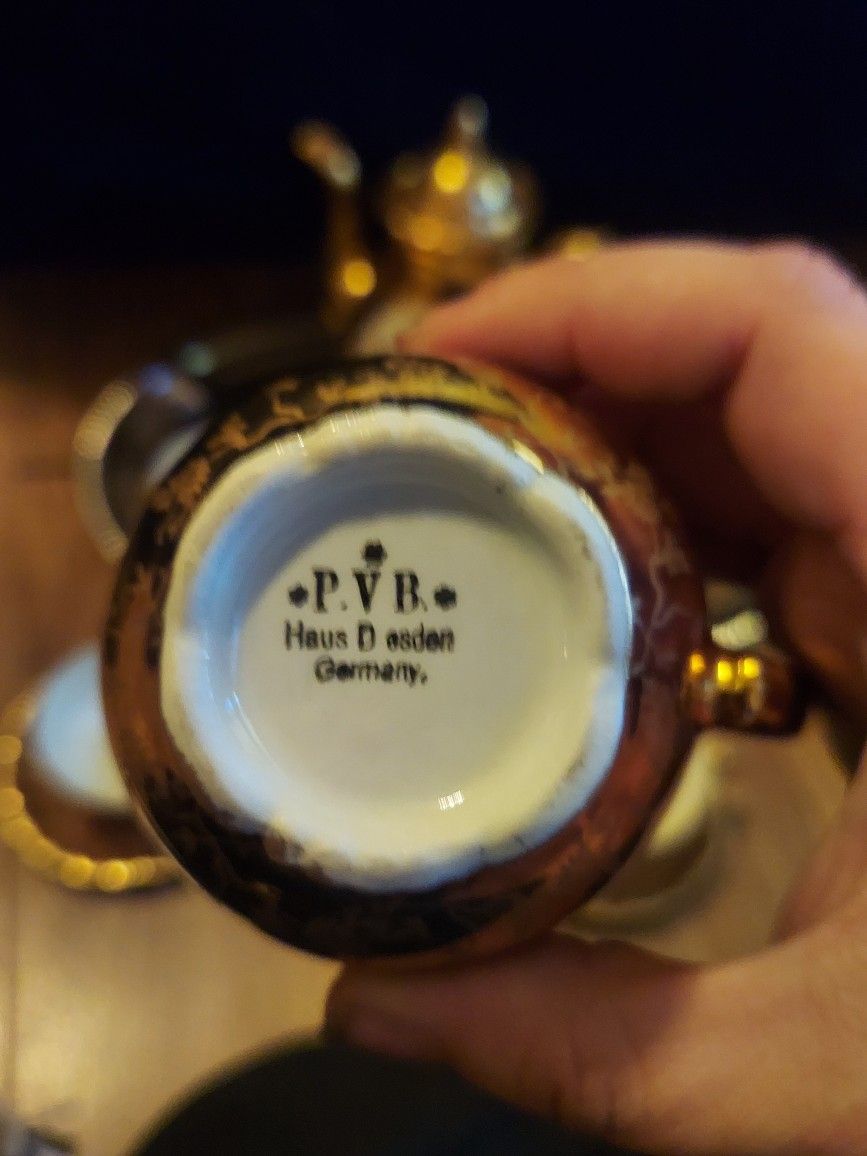 P.V B.
Haus D esden
Germany.